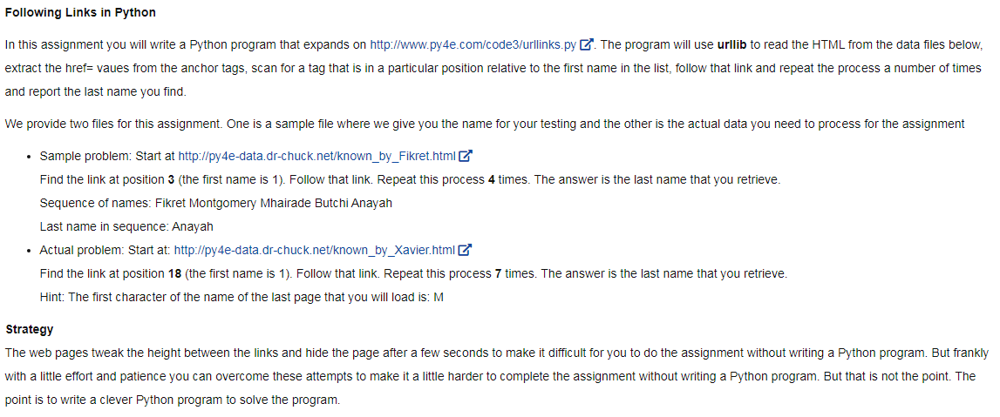 Following Links in Python
In this assignment you will write a Python program that expands on http://www.py4e.com/code3/urllinks.py. The program will use urllib to read the HTML from the data files below,
extract the href= vaues from the anchor tags, scan for a tag that is in a particular position relative to the first name in the list, follow that link and repeat the process a number of times
and report the last name you find.
We provide two files for this assignment. One is a sample file where we give you the name for your testing and the other is the actual data you need to process for the assignment
• Sample problem: Start at http://py4e-data.dr-chuck.net/known_by_Fikret.html
Find the link at position 3 (the first name is 1). Follow that link. Repeat this process 4 times. The answer is the last name that you retrieve.
Sequence of names: Fikret Montgomery Mhairade Butchi Anayah
Last name in sequence: Anayah
• Actual problem: Start at: http://py4e-data.dr-chuck.net/known_by_Xavier.html
Find the link at position 18 (the first name is 1). Follow that link. Repeat this process 7 times. The answer is the last name that you retrieve.
Hint: The first character of the name of the last page that you will load is: M
Strategy
The web pages tweak the height between the links and hide the page after a few seconds to make it difficult for you to do the assignment without writing a Python program. But frankly
with a little effort and patience you can overcome these attempts to make it a little harder to complete the assignment without writing a Python program. But that is not the point. The
point is to write a clever Python program to solve the program.